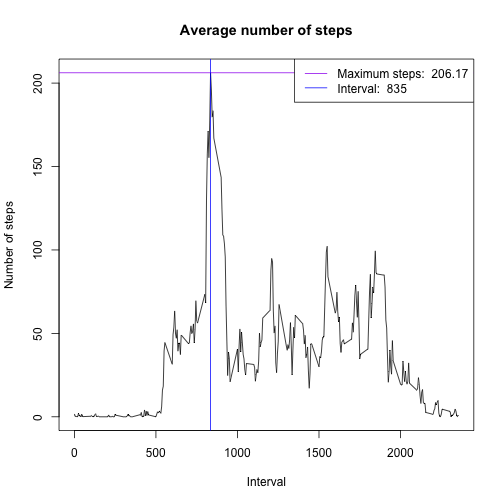 Average number of steps
Maximum steps:  206.17
Interval:  835
Number of steps
200
150
100
50
0
0 500 1000 1500 2000
Interval